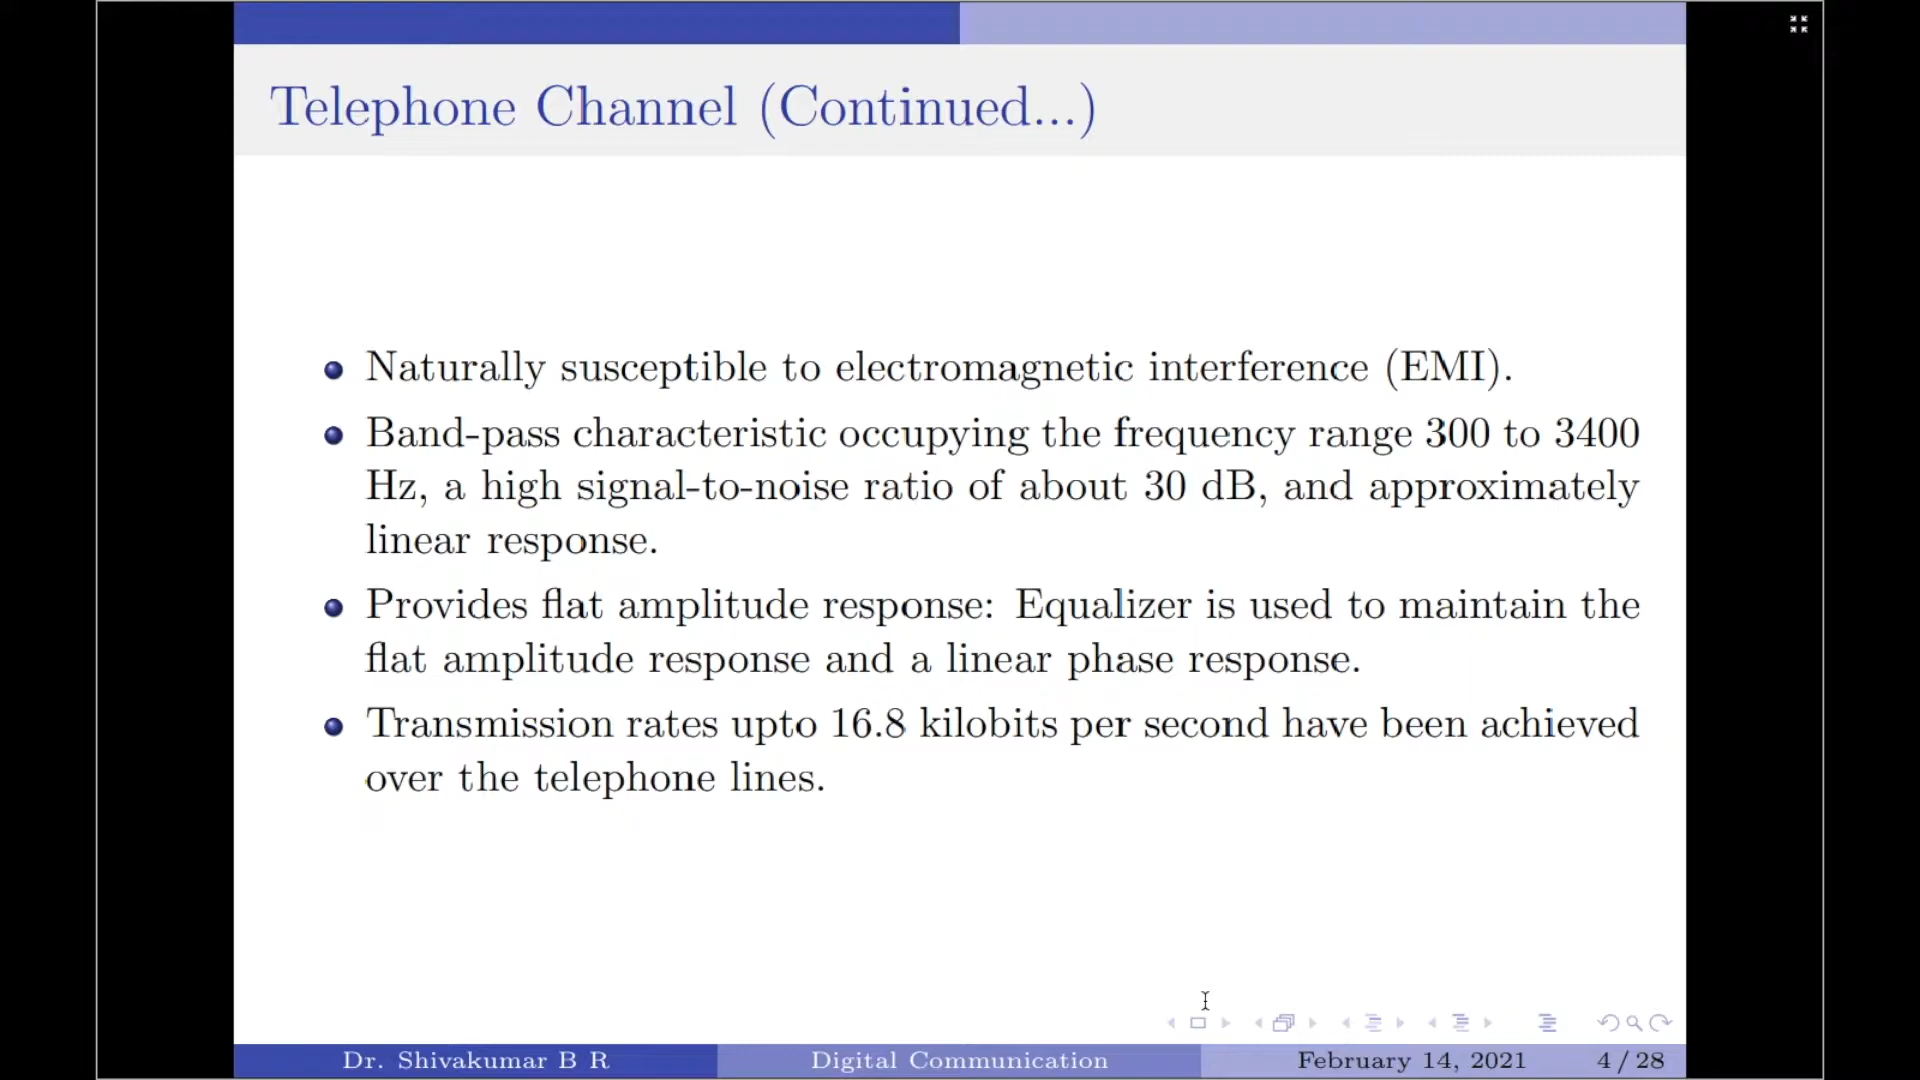 Telephone Channel (Continued...)
Naturally susceptible to electromagnetic interference (EMI).
Band-pass characteristic occupying the frequency range 300 to 3400
Hz, a high signal-to-noise ratio of about 30 dB, and approximately
linear response.
Provides flat amplitude response: Equalizer is used to maintain the
flat amplitude response and a linear phase response.
Transmission rates upto 16.8 kilobits per second have been achieved
over the telephone lines.
Dr. Shivakumar B R Digital Communication February 14, 2021 4 / 28